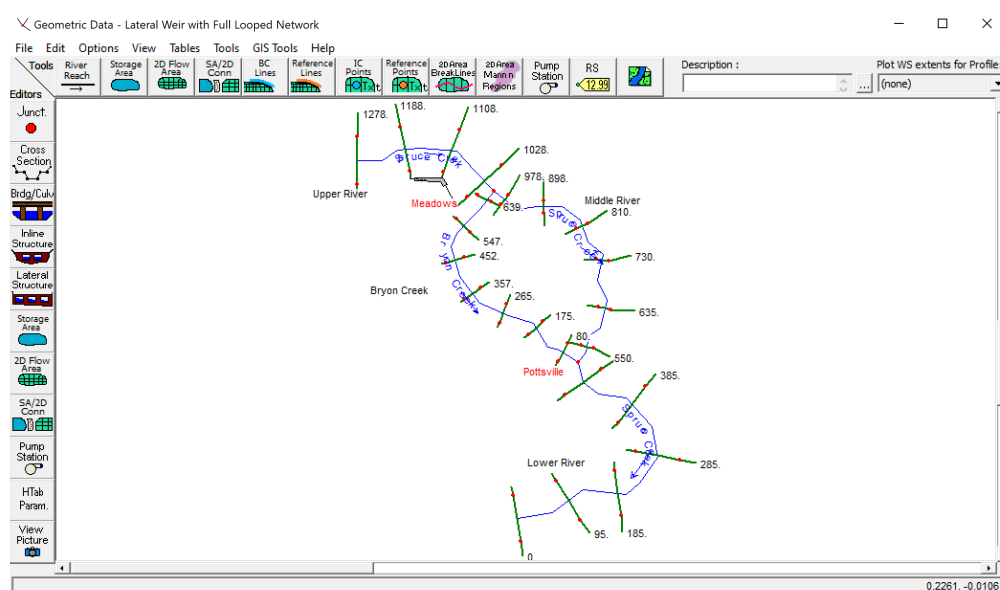 Geometric Data - Lateral Weir with Full Looped Network
File Edit Options View Tables Tools GIS Tools Help
Tools
Editors
River
Reach
Storage
Area
2D Flow
Area
SA/2D
Conn
BC
Lines
Reference
Lines
IC
Points
Reference
Points
2D Area
BreakLines
2D Area
Mann n
Regions
Pump
Station
RS
12.99
Description :
...
Plot WS extents for Profile:
(none)
Junct.
Cross
Section
Brdg/Culv
Inline
Structure
Lateral
Structure
Storage
Area
2D Flow
Area
SA/2D
Conn
Pump
Station
HTab
Param.
View
Picture
1278.
1188.
1108.
Spruce Creek
1028.
Upper River
Meadows
978.
898.
639.
Middle River
810.
Spruce Creek
547.
452.
730.
Bryon Creek
357.
Bryon Creek
265.
175.
635.
80.
550.
Pottsville
385.
Spruce Creek
285.
Lower River
95.
185.
0
0.2261, -0.0106